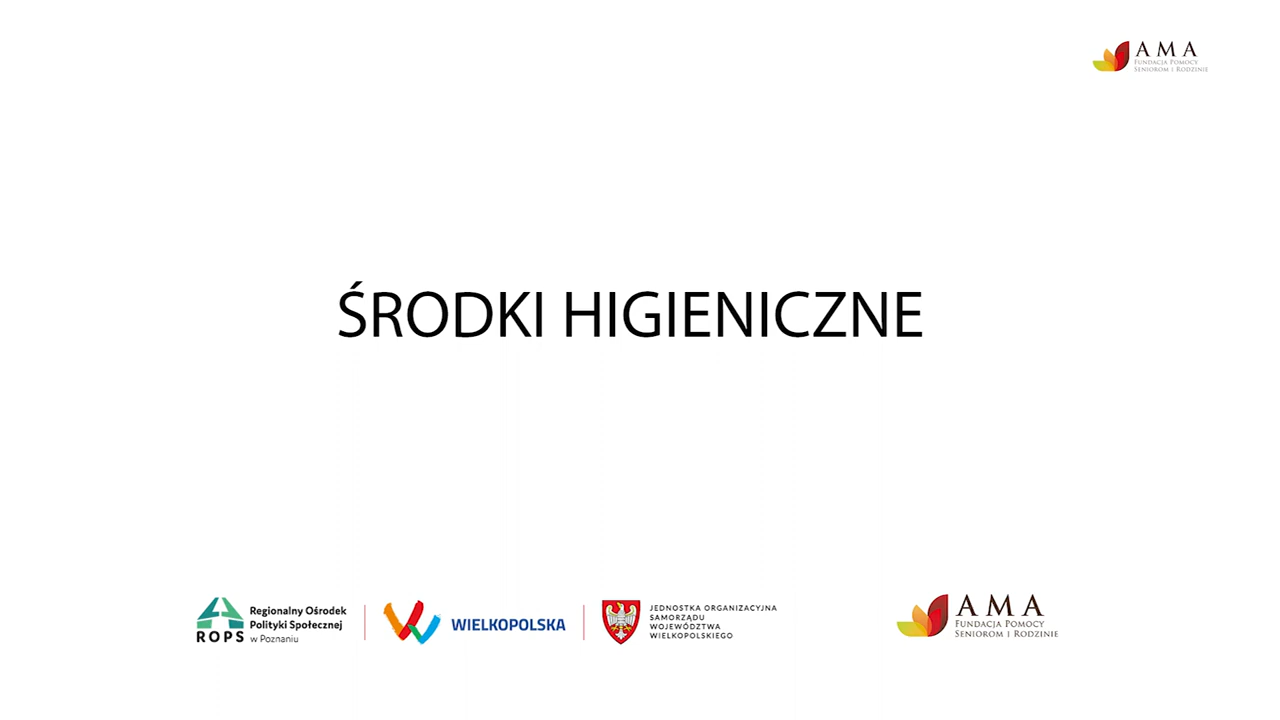 AMA
FUNDACJA POMOCY
SENIOROM I RODZINIE
ŚRODKI HIGIENICZNE
ROPS
Regionalny Ośrodek
Polityki Społecznej
w Poznaniu
WIELKOPOLSKA
JEDNOSTKA ORGANIZACYJNA
SAMORZĄDU
WOJEWÓDZTWA
WIELKOPOLSKIEGO
AMA
FUNDACJA POMOCY
SENIOROM I RODZINIE